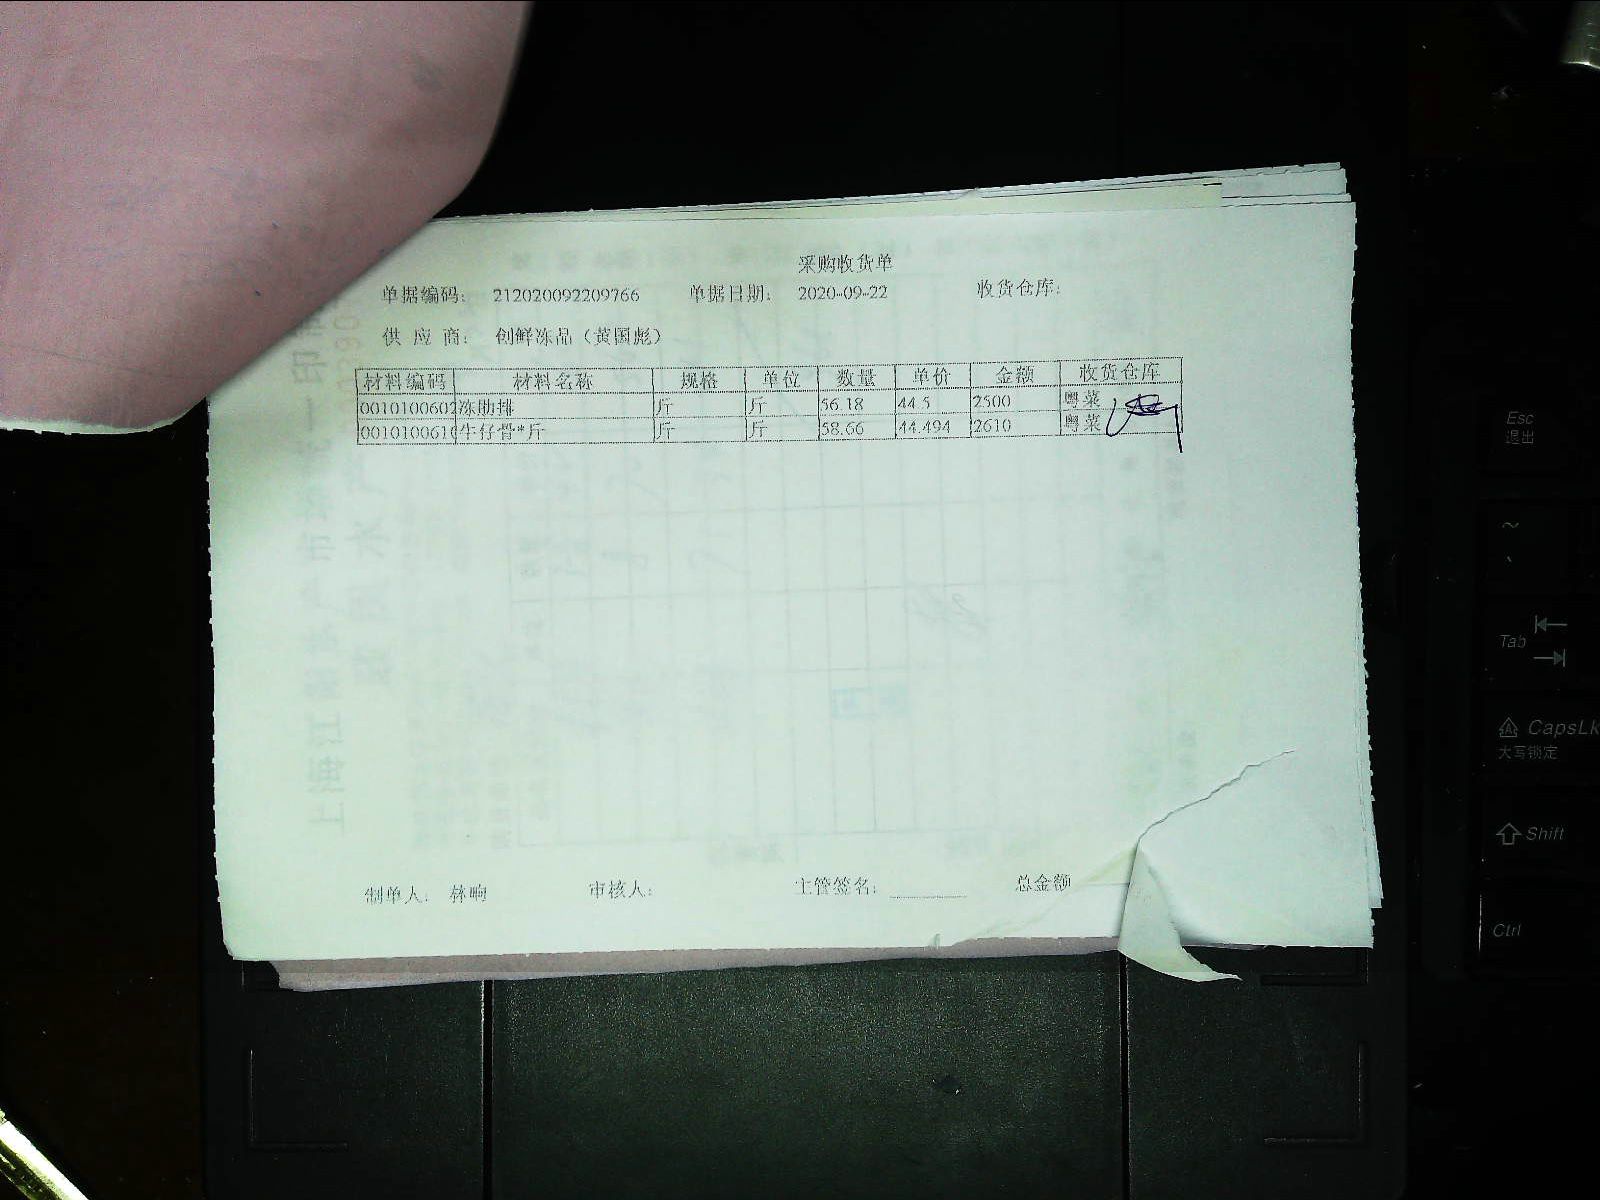 采购收货单
单据编码: 212020092209766 单据日期: 2020-09-22 收货仓库:
供 应 商: 创鲜冻品（黄国彪）
材料编码 材料名称 规格 单位 数量 单价 金额 收货仓库
0010100602 冻肋排 斤 斤 56.18 44.5 2500 粤菜
0010100610 牛仔骨*斤 斤 斤 58.66 44.494 2610 粤菜
制单人: 审核人: 主管签名: 总金额
Esc
退出
~
Tab
CapsLk
大写锁定
Shift
Ctrl